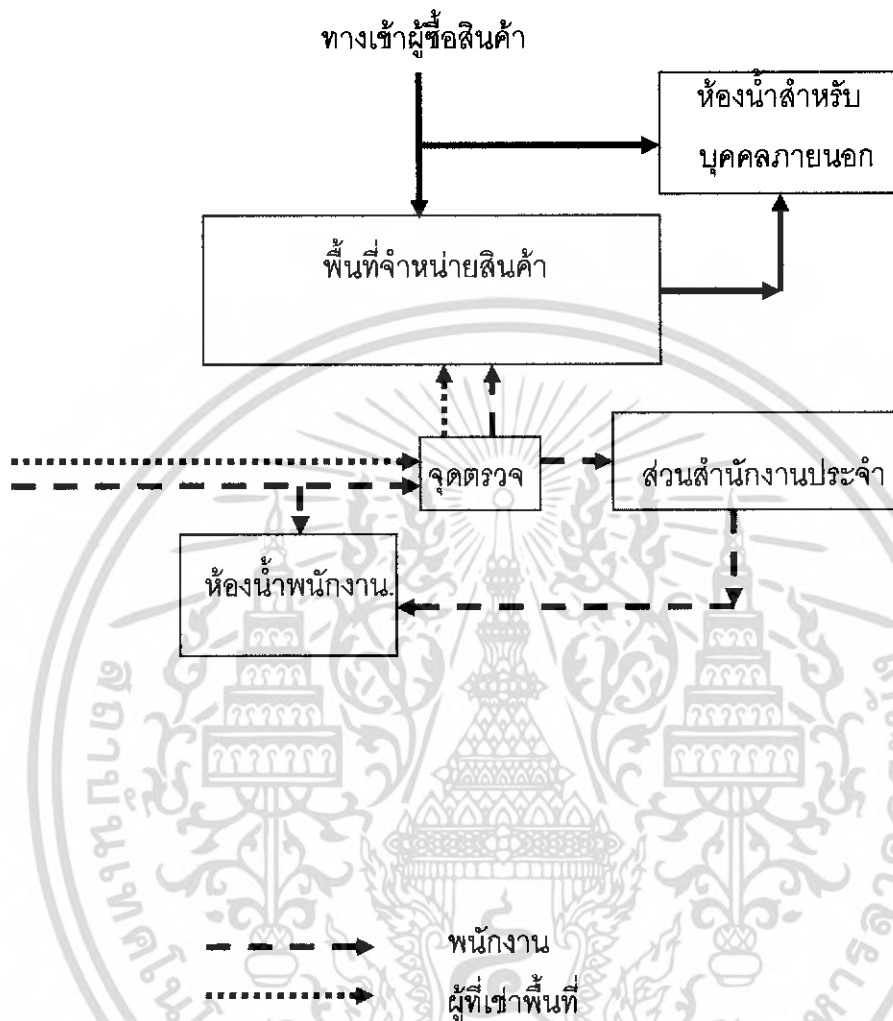 ทางเข้าผู้ซื้อสินค้า
ห้องน้ำสำหรับ
บุคคลภายนอก
พื้นที่จำหน่ายสินค้า
จุดตรวจ
ส่วนสำนักงานประจำ
ห้องน้ำพนักงาน.
พนักงาน
ผู้ที่เช่าพื้นที่